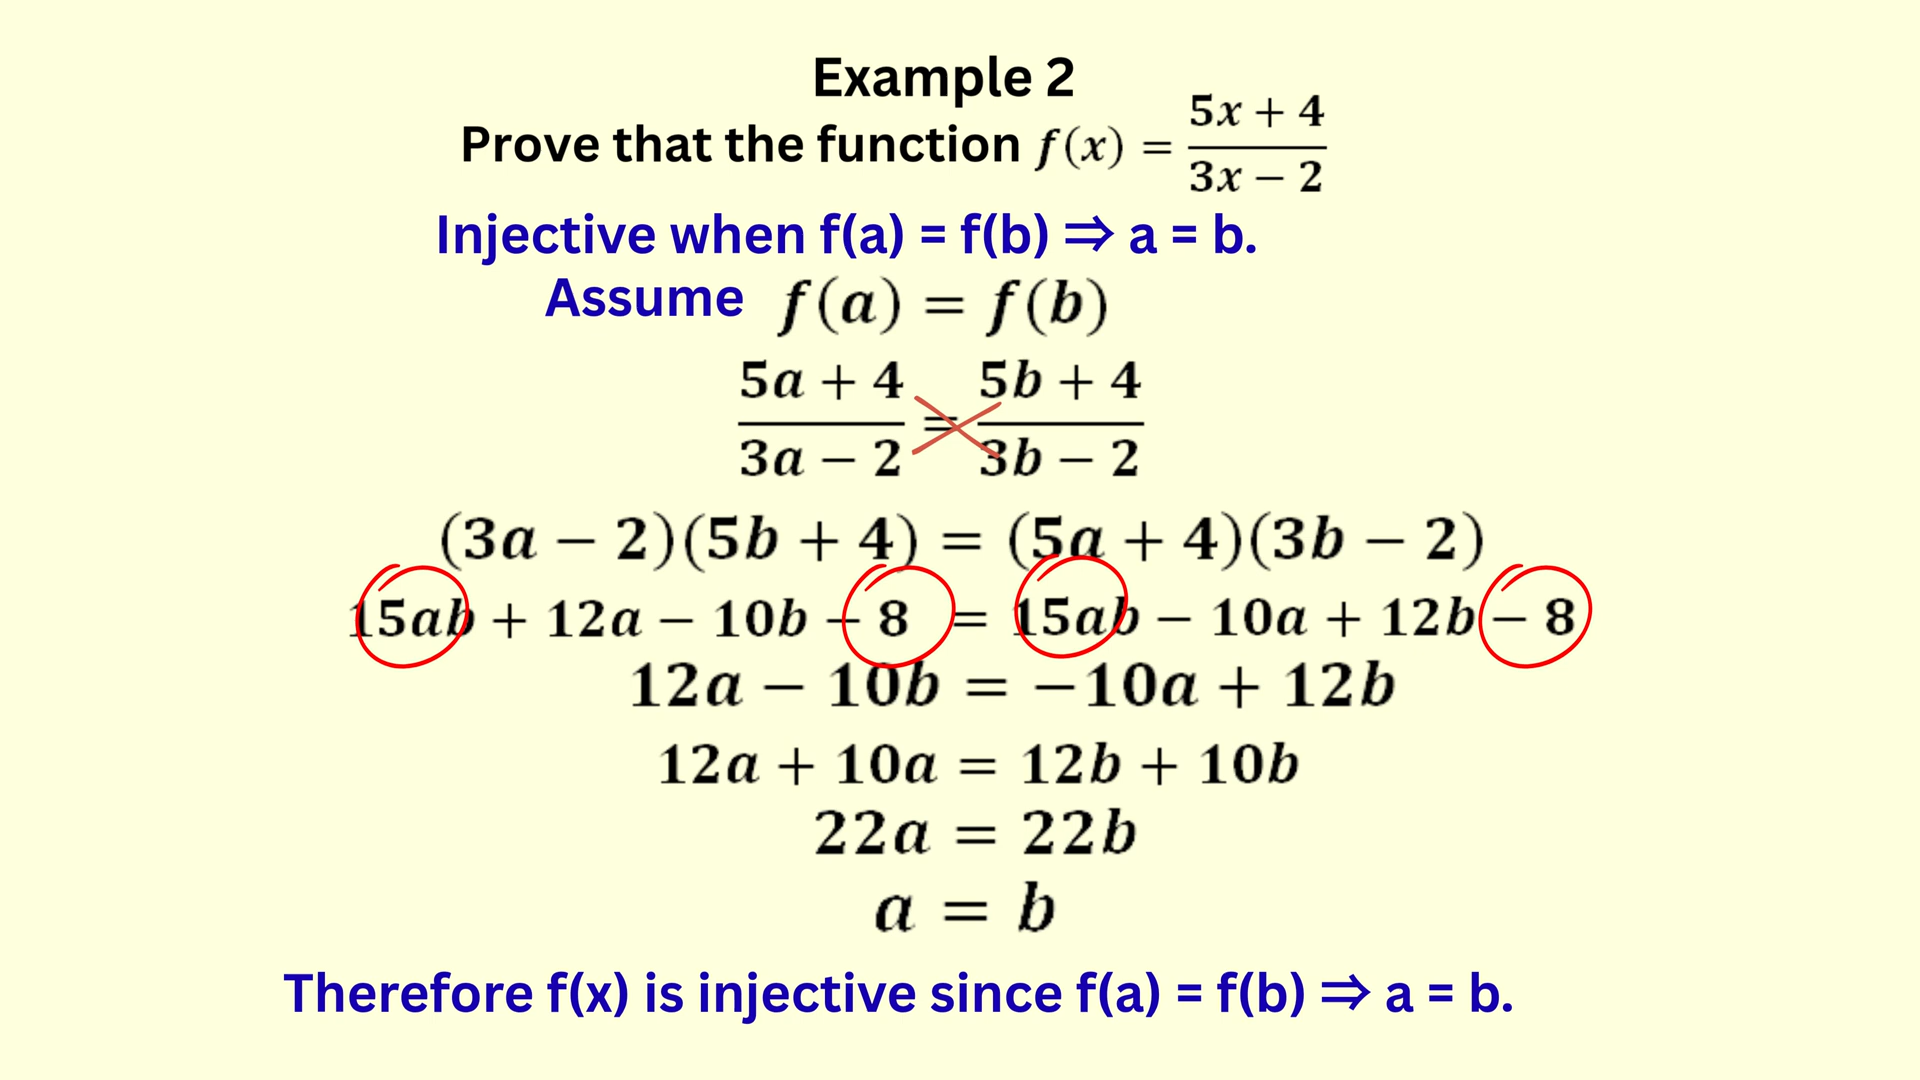 Example 2
Prove that the function f(x) = (5x + 4)/(3x − 2)
Injective when f(a) = f(b) ⇒ a = b.
Assume f(a) = f(b)
(5a + 4)/(3a − 2) = (5b + 4)/(3b − 2)
(3a − 2)(5b + 4) = (5a + 4)(3b − 2)
15ab + 12a − 10b − 8 = 15ab − 10a + 12b − 8
12a − 10b = −10a + 12b
12a + 10a = 12b + 10b
22a = 22b
a = b
Therefore f(x) is injective since f(a) = f(b) ⇒ a = b.